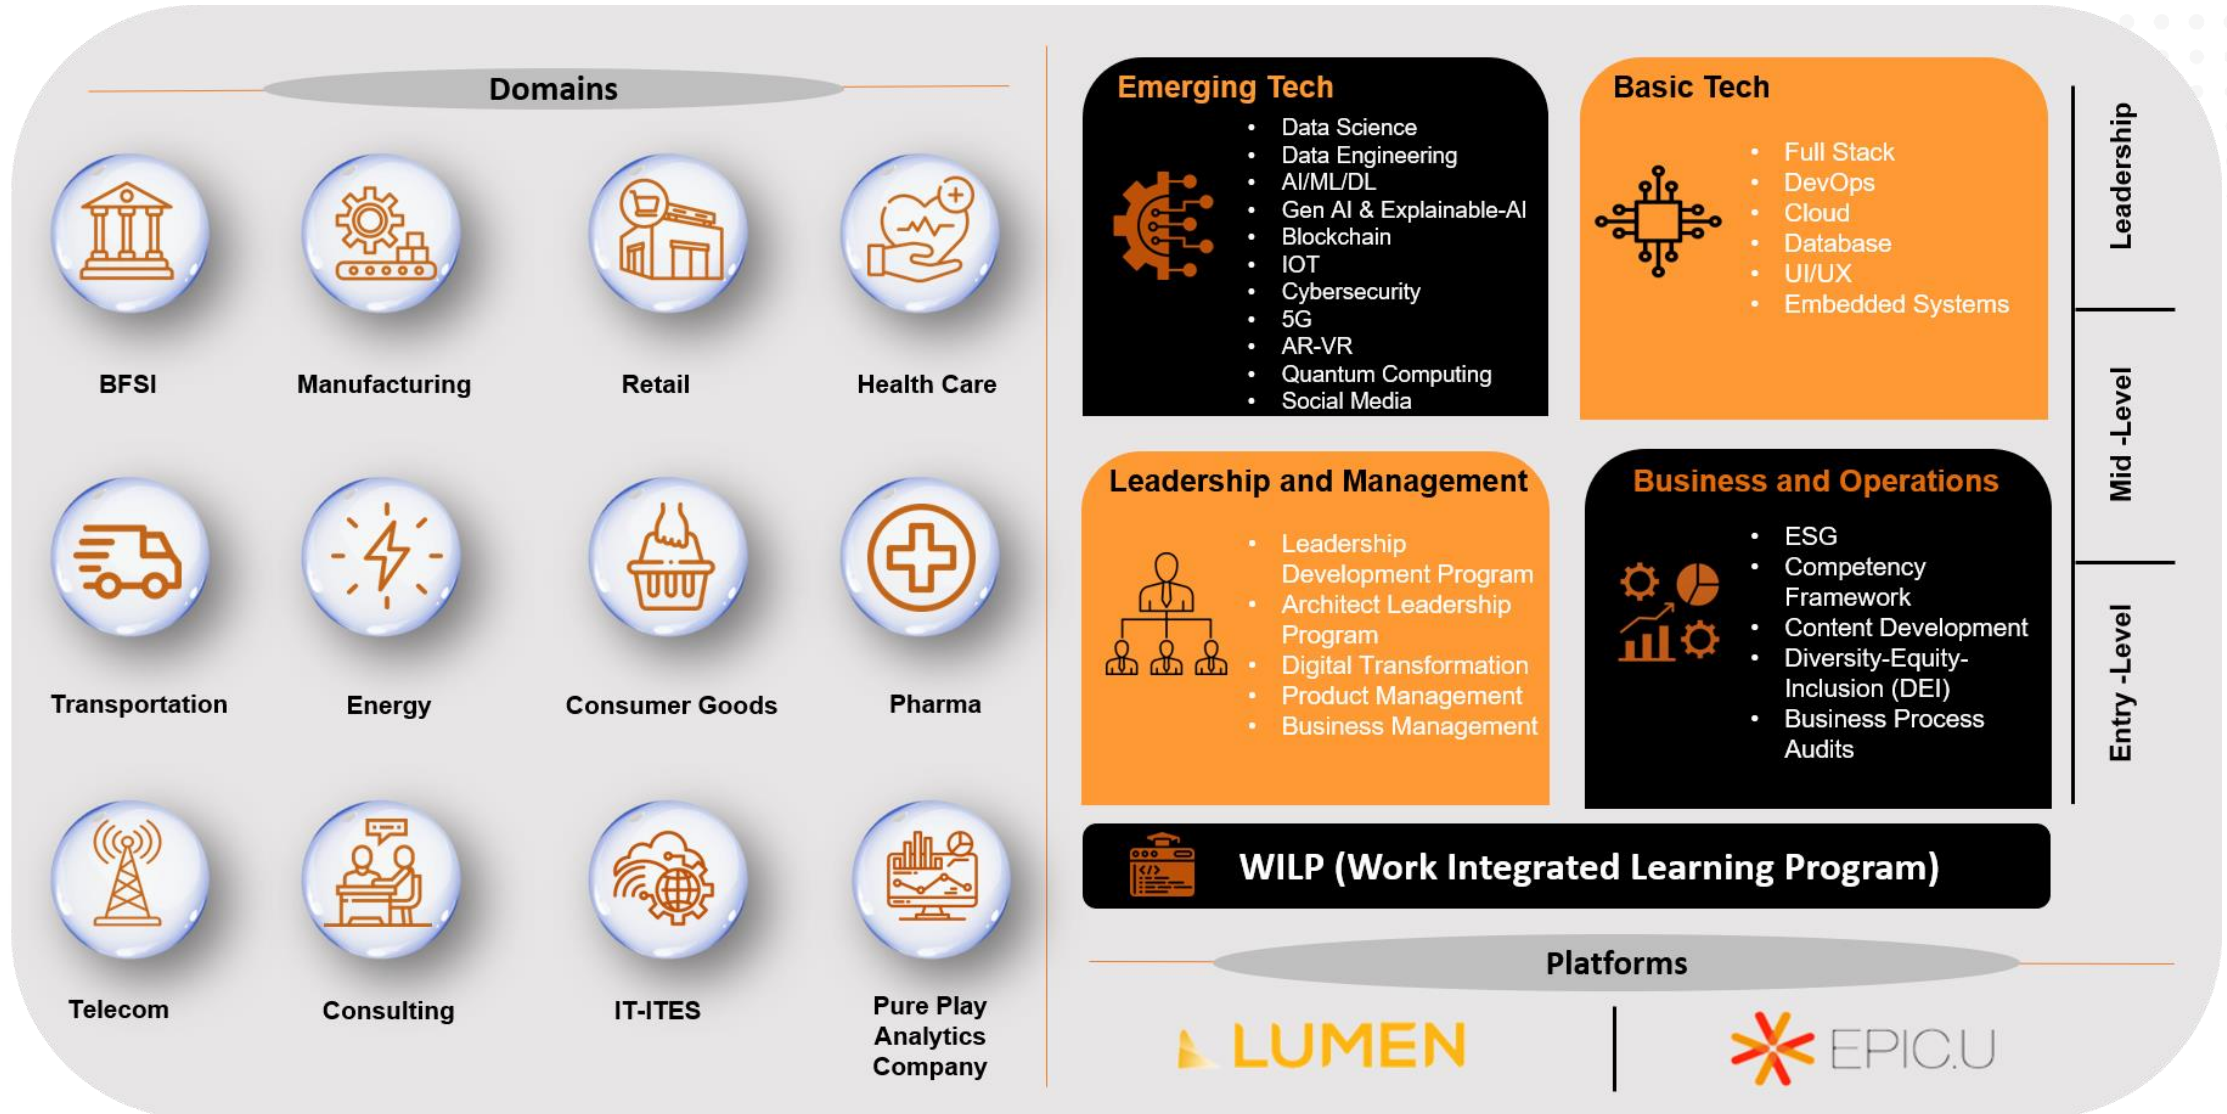 Domains
BFSI
Manufacturing
Retail
Health Care
Transportation
Energy
Consumer Goods
Pharma
Telecom
Consulting
IT-ITES
Pure Play
Analytics
Company
Emerging Tech
• Data Science
• Data Engineering
• AI/ML/DL
• Gen AI & Explainable-AI
• Blockchain
• IOT
• Cybersecurity
• 5G
• AR-VR
• Quantum Computing
• Social Media
Basic Tech
• Full Stack
• DevOps
• Cloud
• Database
• UI/UX
• Embedded Systems
Leadership and Management
• Leadership
Development Program
• Architect Leadership
Program
• Digital Transformation
• Product Management
• Business Management
Business and Operations
• ESG
• Competency
Framework
• Content Development
• Diversity-Equity-
Inclusion (DEI)
• Business Process
Audits
Leadership
Mid -Level
Entry -Level
WILP (Work Integrated Learning Program)
Platforms
LUMEN
EPIC.U